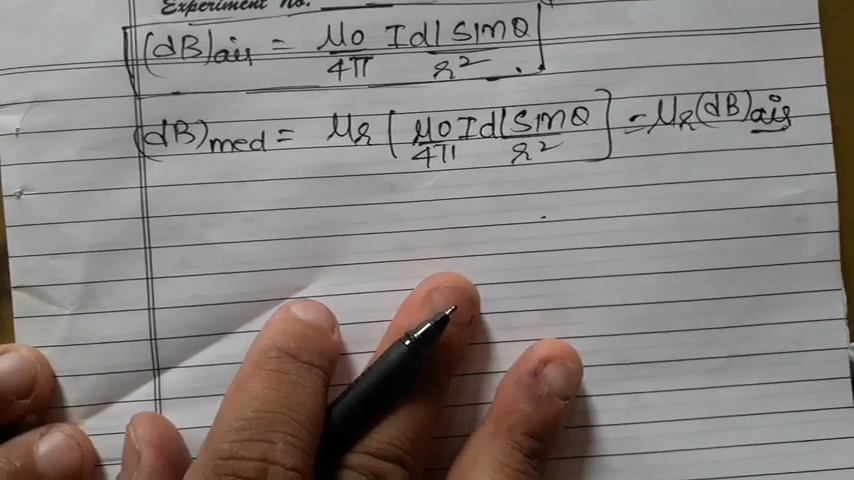 Experiment No.
(dB)air = μ0/4π Idl Sinθ/r²
(dB)med = μr [μ0/4π Idl Sinθ/r²] = μr(dB)air